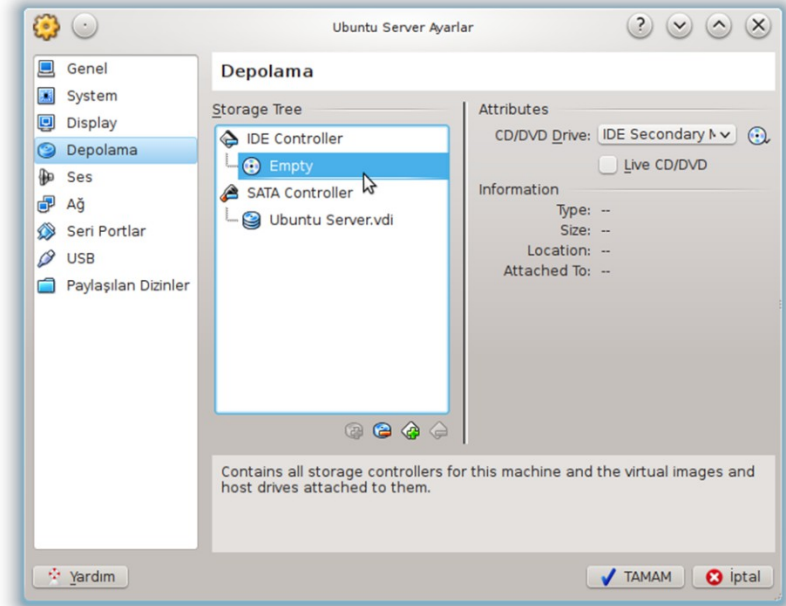 Ubuntu Server Ayarlar
Genel
System
Display
Depolama
Ses
Ağ
Seri Portlar
USB
Paylaşılan Dizinler
Depolama
Storage Tree
IDE Controller
Empty
SATA Controller
Ubuntu Server.vdi
Attributes
CD/DVD Drive: IDE Secondary
Live CD/DVD
Information
Type: --
Size: --
Location: --
Attached To: --
Contains all storage controllers for this machine and the virtual images and
host drives attached to them.
Yardım
TAMAM
İptal